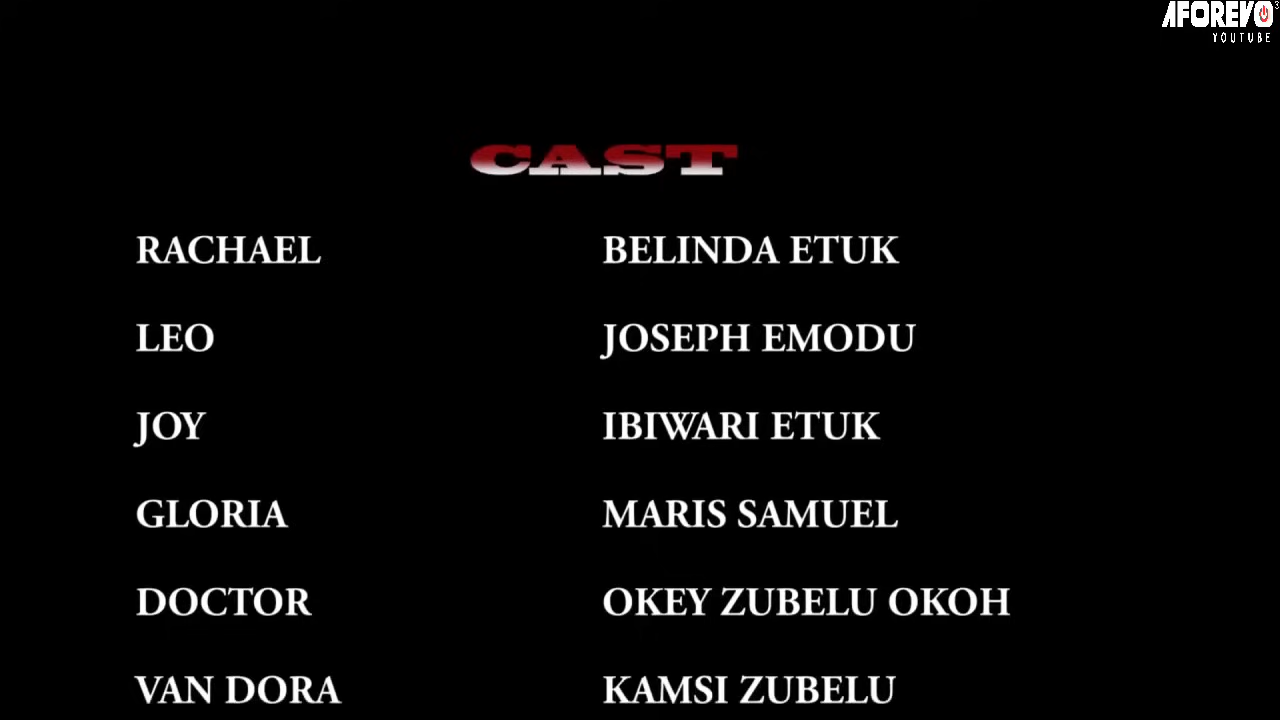 AFOREVO
YOUTUBE
CAST
RACHAEL BELINDA ETUK
LEO JOSEPH EMODU
JOY IBIWARI ETUK
GLORIA MARIS SAMUEL
DOCTOR OKEY ZUBELU OKOH
VAN DORA KAMSI ZUBELU